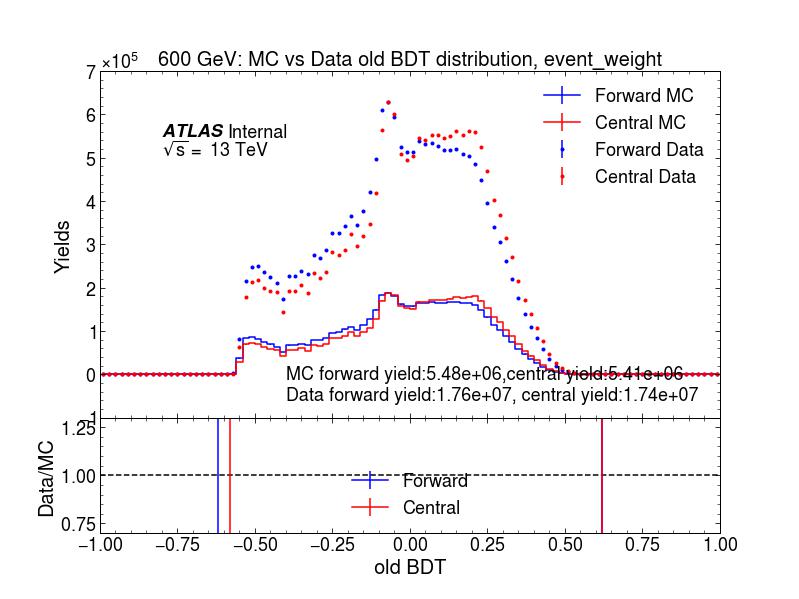 ×10⁵ 600 GeV: MC vs Data old BDT distribution, event_weight
7
6
5
4
3
2
1
0
−1
Yields
ATLAS Internal
√s = 13 TeV
Forward MC
Central MC
Forward Data
Central Data
MC forward yield:5.48e+06,central yield:5.41e+06
Data forward yield:1.76e+07, central yield:1.74e+07
1.25
1.00
0.75
Data/MC
Forward
Central
−1.00 −0.75 −0.50 −0.25 0.00 0.25 0.50 0.75 1.00
old BDT